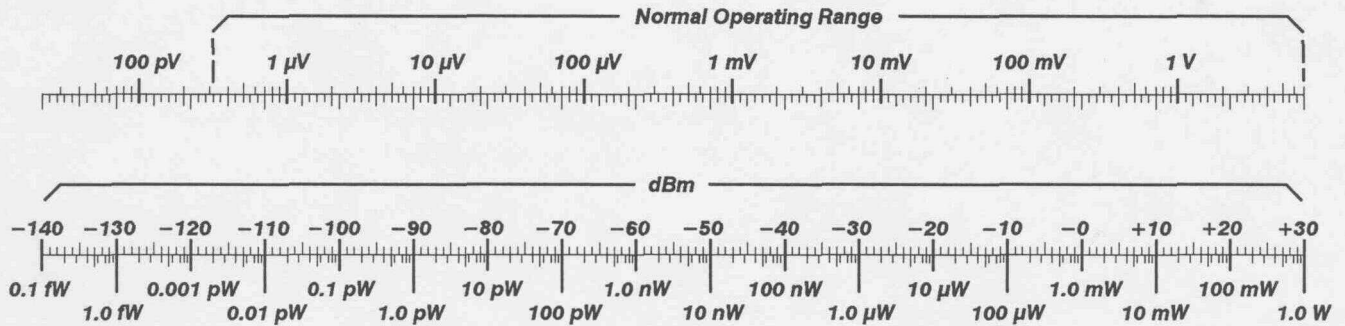 Normal Operating Range
100 pV 1 µV 10 µV 100 µV 1 mV 10 mV 100 mV 1 V
dBm
–140 –130 –120 –110 –100 –90 –80 –70 –60 –50 –40 –30 –20 –10 –0 +10 +20 +30
0.1 fW 0.001 pW 0.1 pW 10 pW 1.0 nW 100 nW 10 µW 1.0 mW 100 mW
1.0 fW 0.01 pW 1.0 pW 100 pW 10 nW 1.0 µW 100 µW 10 mW 1.0 W